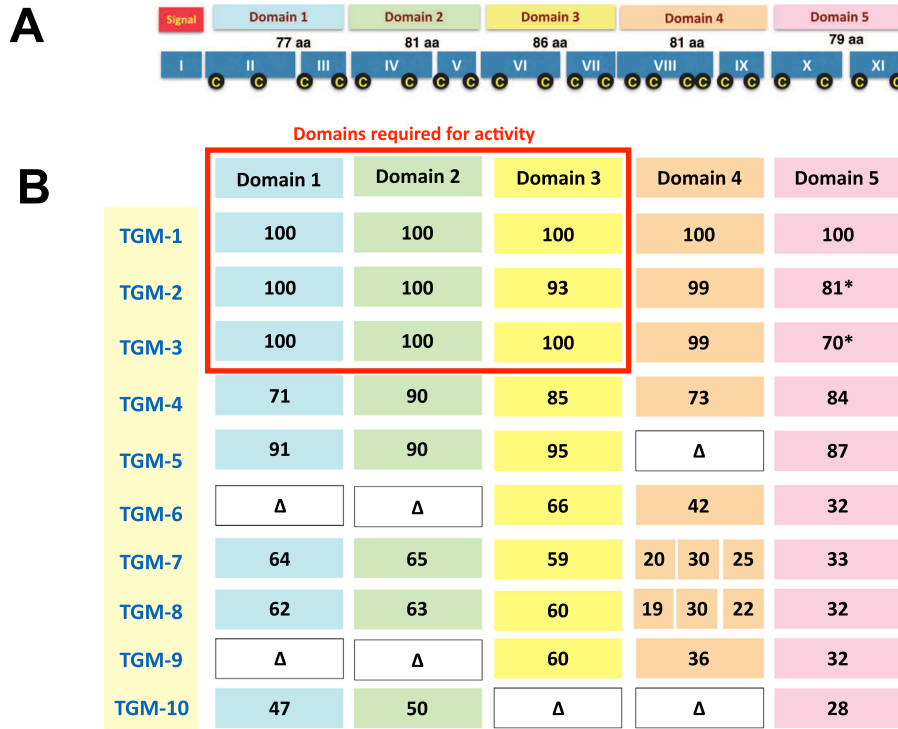 A
Signal Domain 1 Domain 2 Domain 3 Domain 4 Domain 5
77 aa 81 aa 86 aa 81 aa 79 aa
I II III IV V VI VII VIII IX X XI
C C C C C C C C C C C C C C C C C C C C C C
Domains required for activity
B
Domain 1 Domain 2 Domain 3 Domain 4 Domain 5
TGM-1 100 100 100 100 100
TGM-2 100 100 93 99 81*
TGM-3 100 100 100 99 70*
TGM-4 71 90 85 73 84
TGM-5 91 90 95 Δ 87
TGM-6 Δ Δ 66 42 32
TGM-7 64 65 59 20 30 25 33
TGM-8 62 63 60 19 30 22 32
TGM-9 Δ Δ 60 36 32
TGM-10 47 50 Δ Δ 28